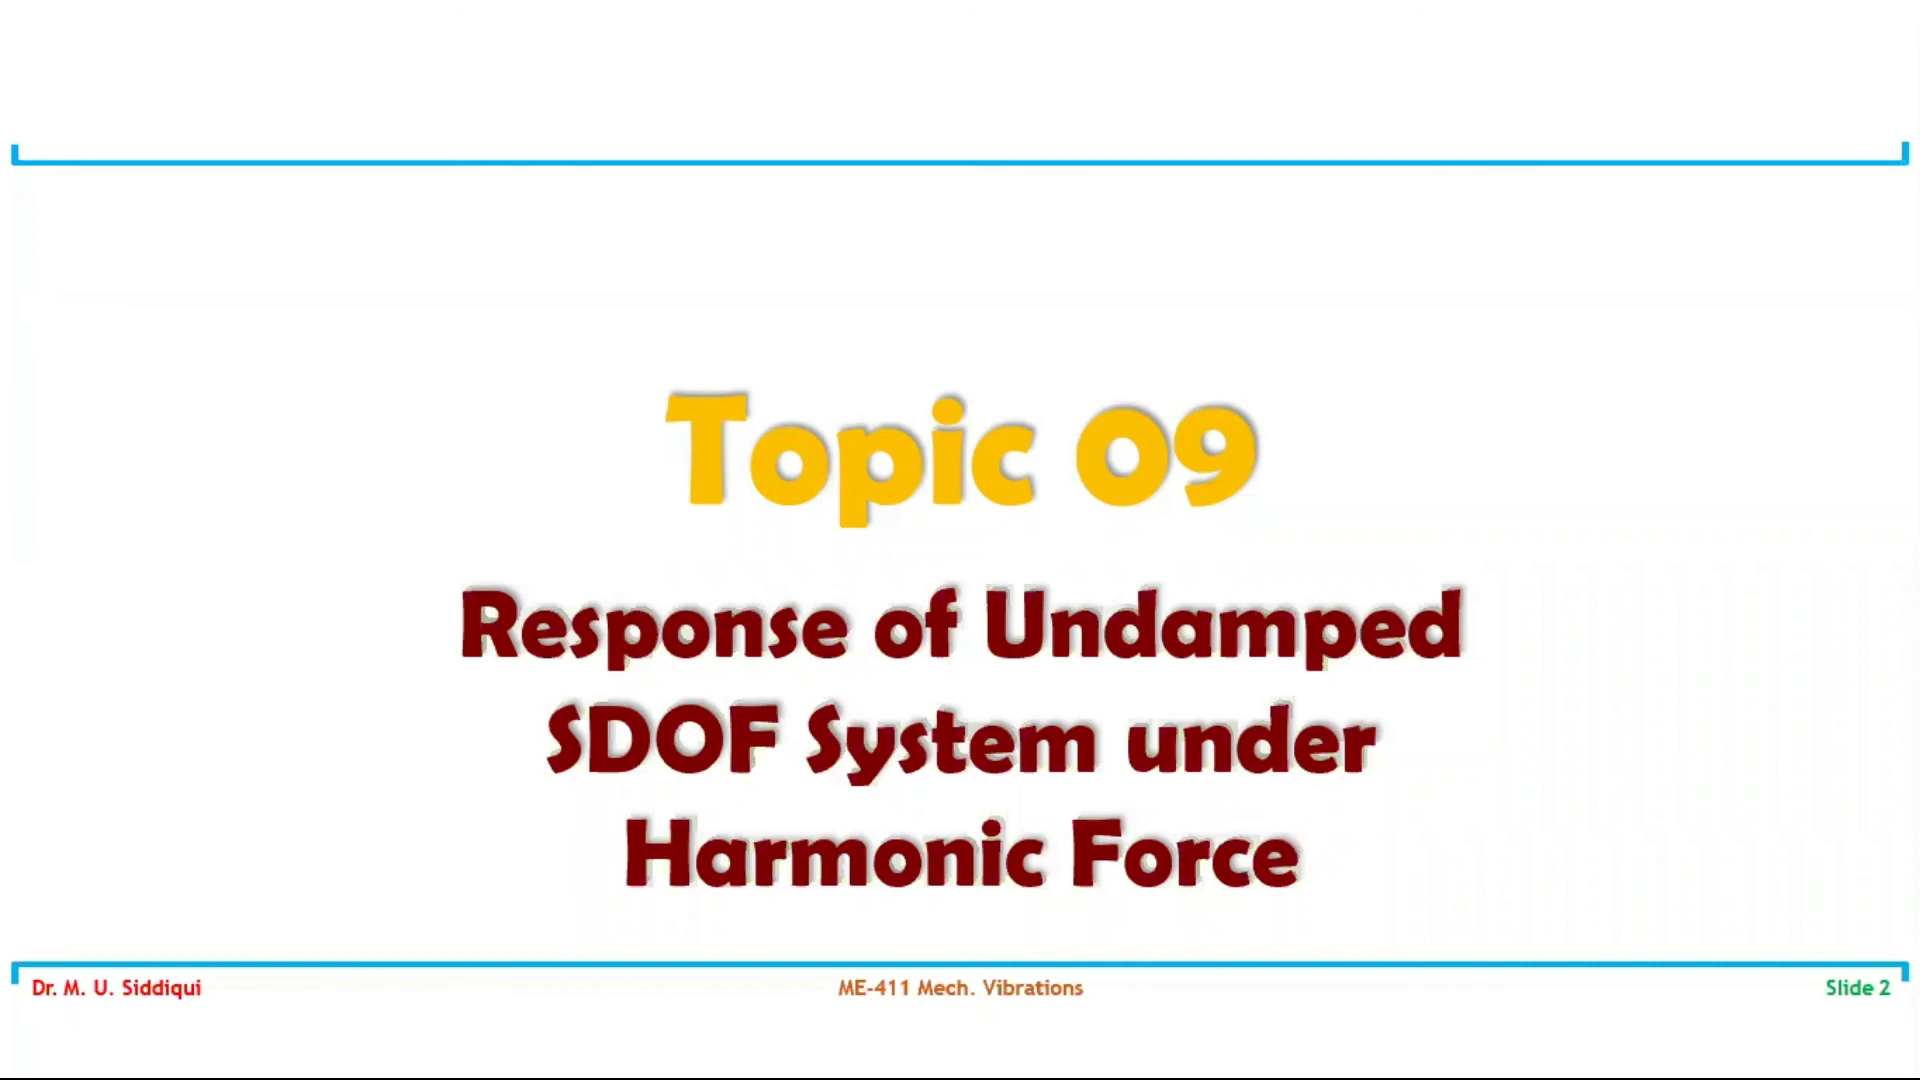 Topic 09
Response of Undamped
SDOF System under
Harmonic Force
Dr. M. U. Siddiqui
ME-411 Mech. Vibrations
Slide 2